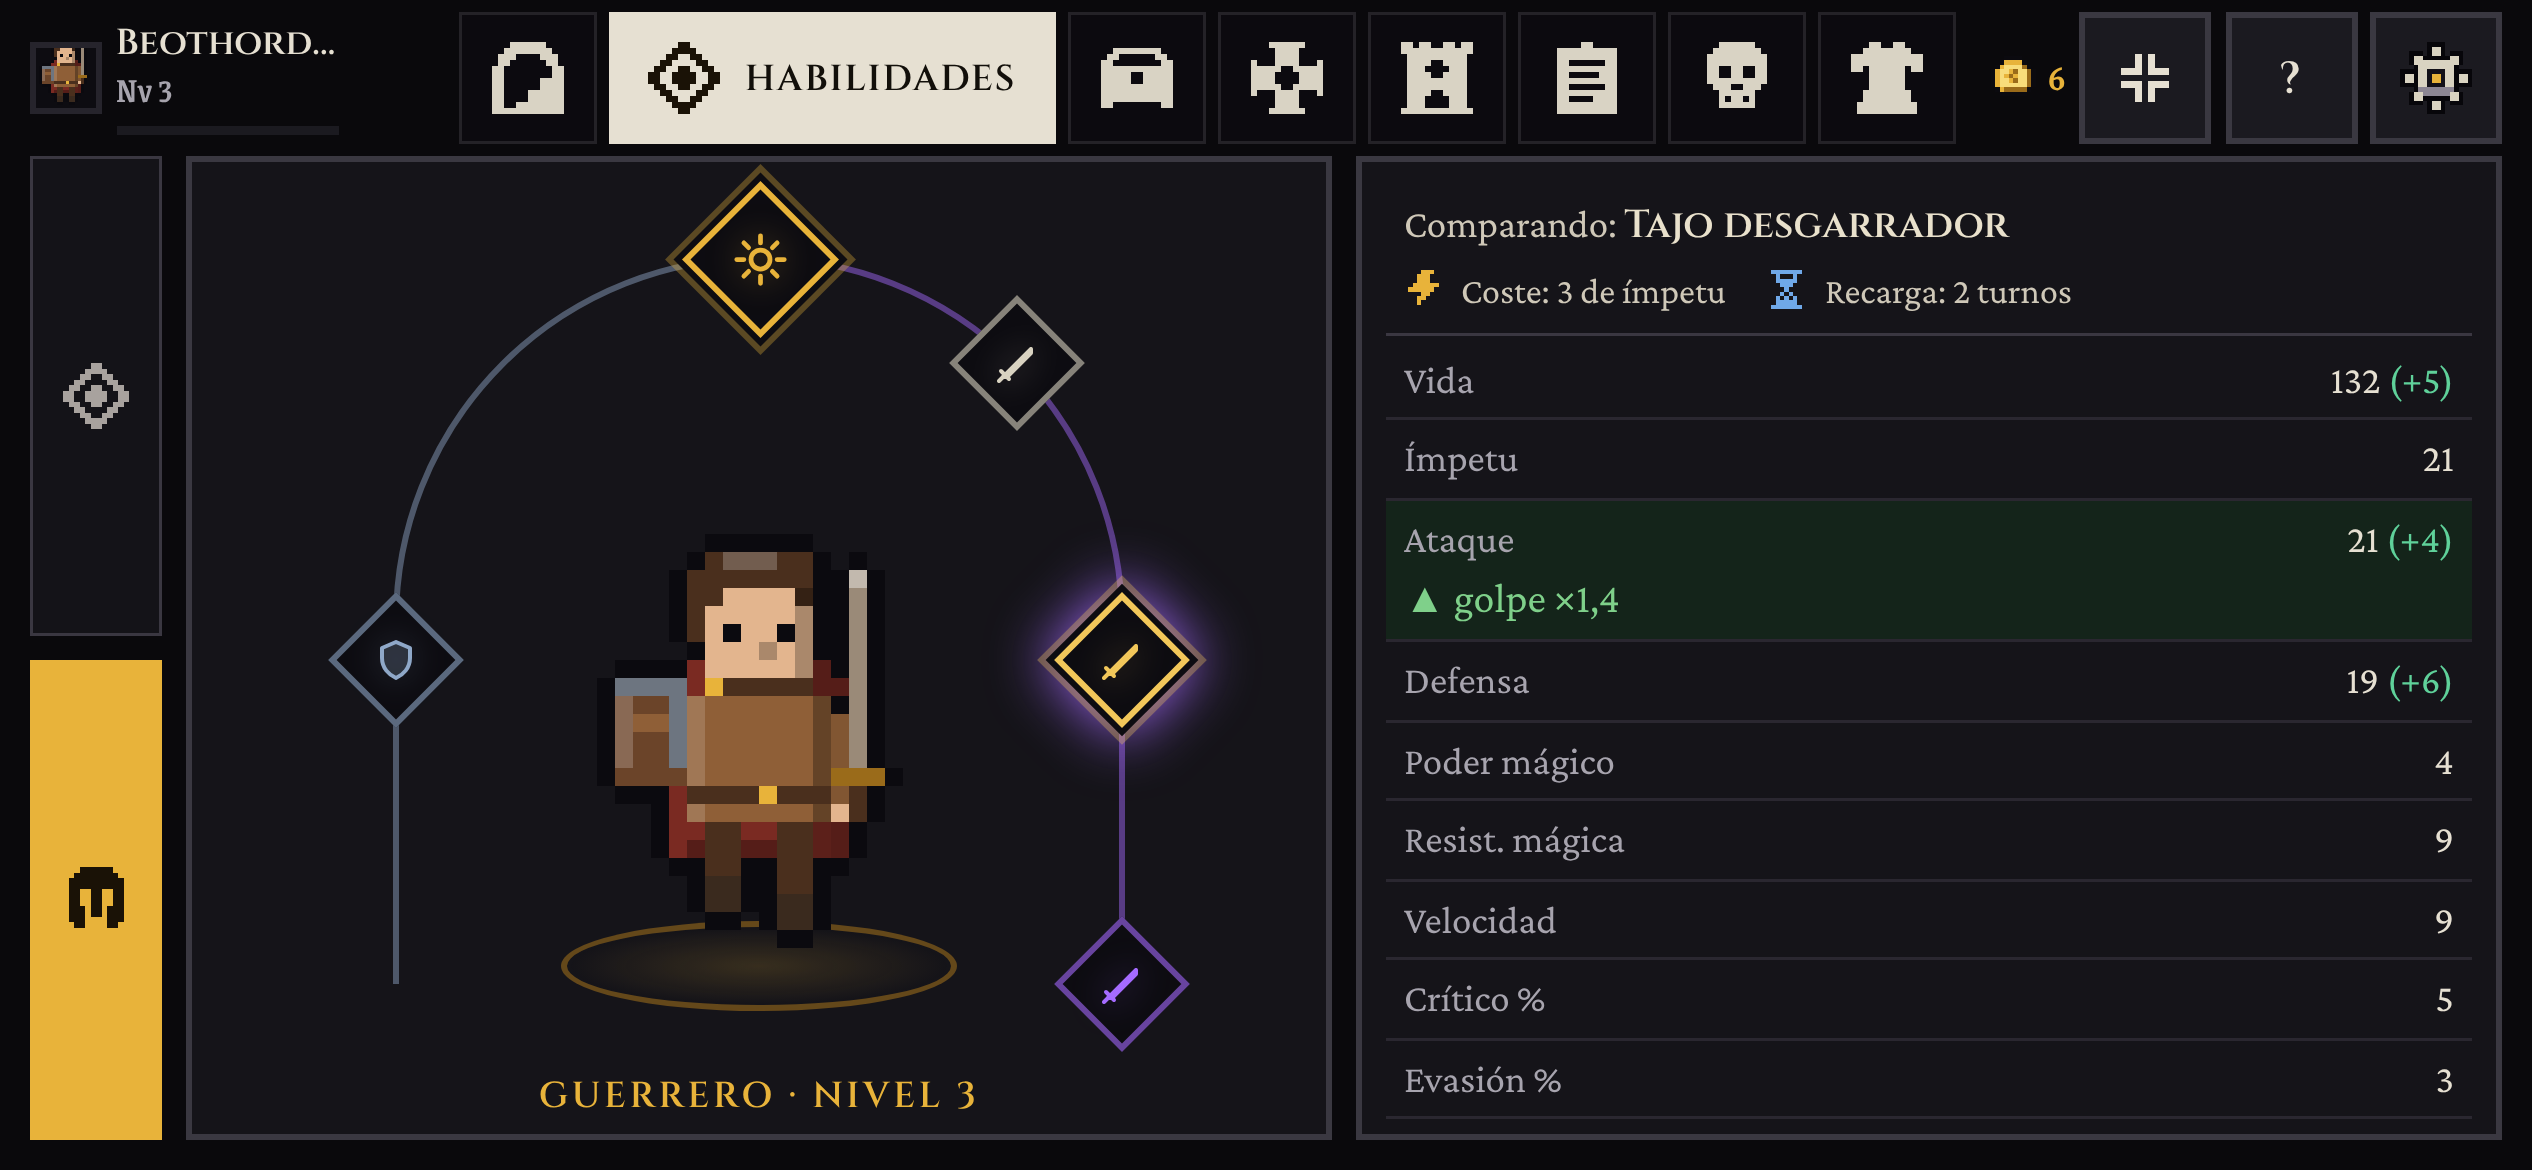 BEOTHORD...
Nv 3
HABILIDADES
6
?
Comparando: TAJO DESGARRADOR
Coste: 3 de ímpetu Recarga: 2 turnos
Vida 132 (+5)
Ímpetu 21
Ataque 21 (+4)
▲ golpe ×1,4
Defensa 19 (+6)
Poder mágico 4
Resist. mágica 9
Velocidad 9
Crítico % 5
Evasión % 3
GUERRERO · NIVEL 3